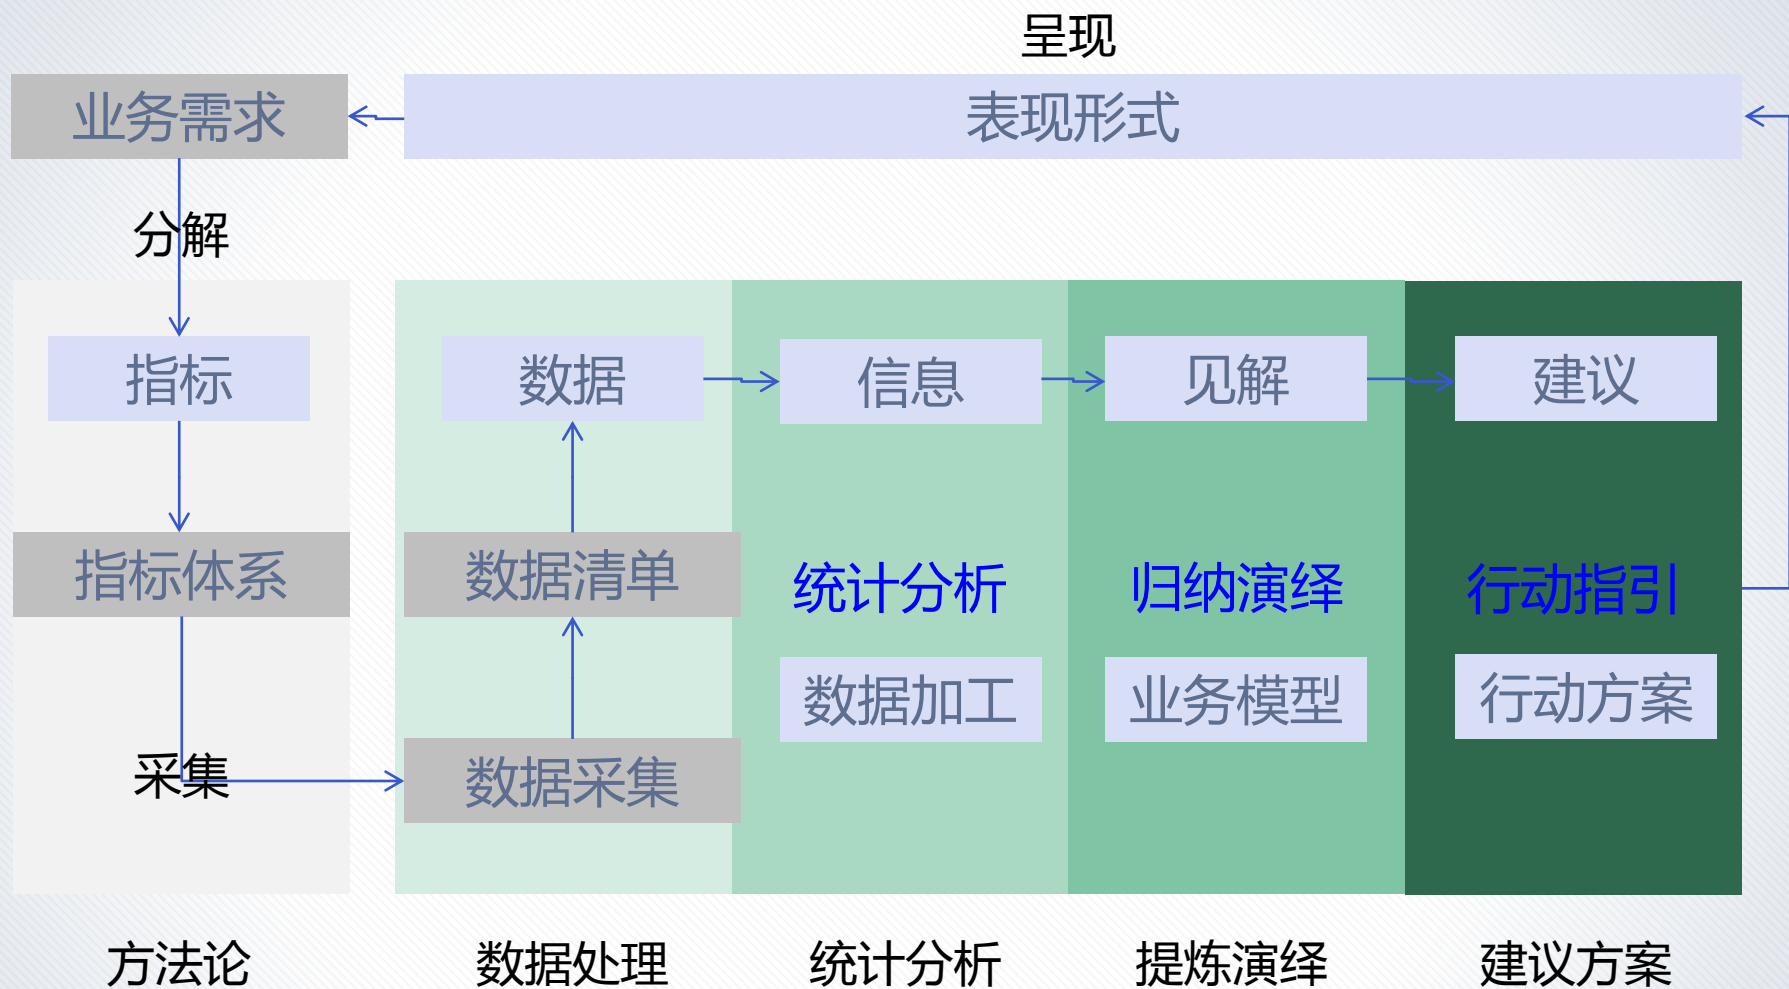 呈现
业务需求
表现形式
分解
指标
数据
信息
见解
建议
指标体系
数据清单
统计分析
归纳演绎
行动指引
数据加工
业务模型
行动方案
采集
数据采集
方法论
数据处理
统计分析
提炼演绎
建议方案